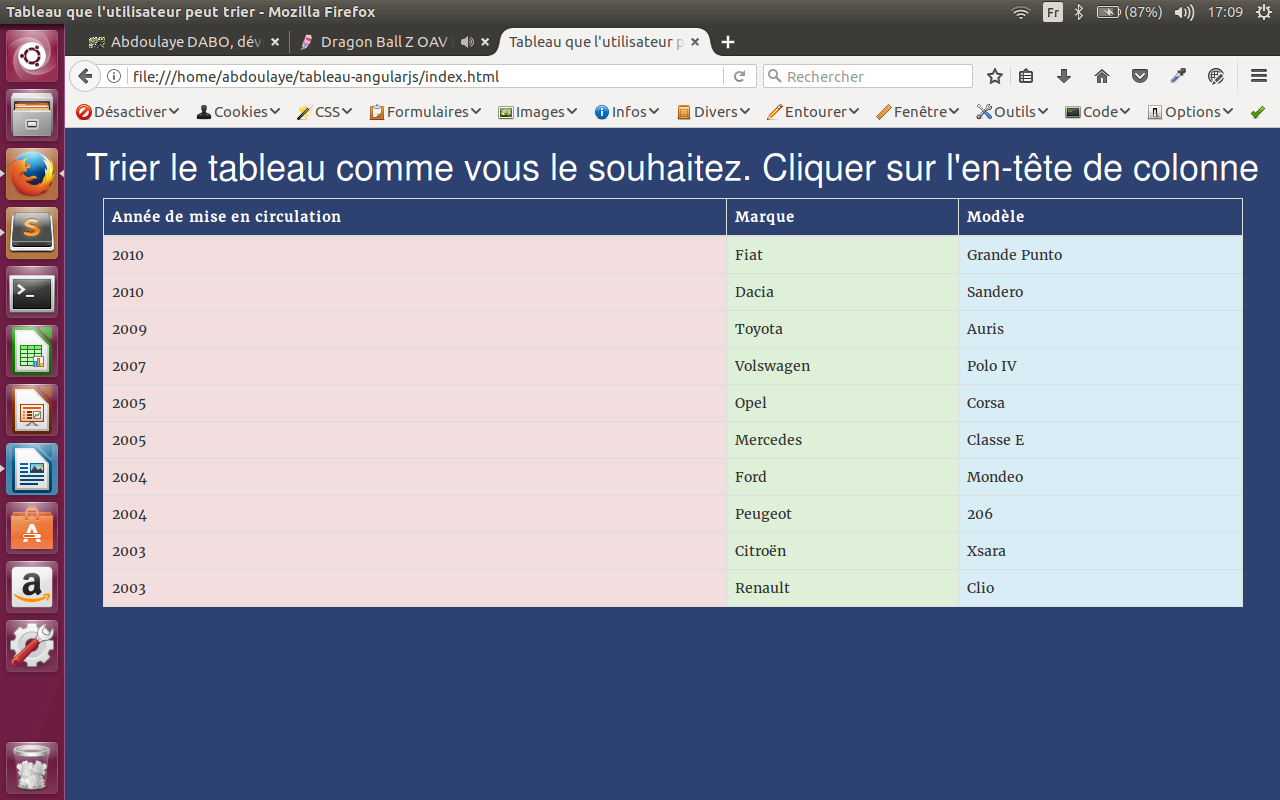 Tableau que l'utilisateur peut trier - Mozilla Firefox
Fr
(87%)
17:09
Abdoulaye DABO, dév
Dragon Ball Z OAV
Tableau que l'utilisateur p
file:///home/abdoulaye/tableau-angularjs/index.html
Rechercher
Désactiver Cookies CSS Formulaires Images Infos Divers Entourer Fenêtre Outils Code Options
Trier le tableau comme vous le souhaitez. Cliquer sur l'en-tête de colonne
Année de mise en circulation Marque Modèle
2010 Fiat Grande Punto
2010 Dacia Sandero
2009 Toyota Auris
2007 Volswagen Polo IV
2005 Opel Corsa
2005 Mercedes Classe E
2004 Ford Mondeo
2004 Peugeot 206
2003 Citroën Xsara
2003 Renault Clio